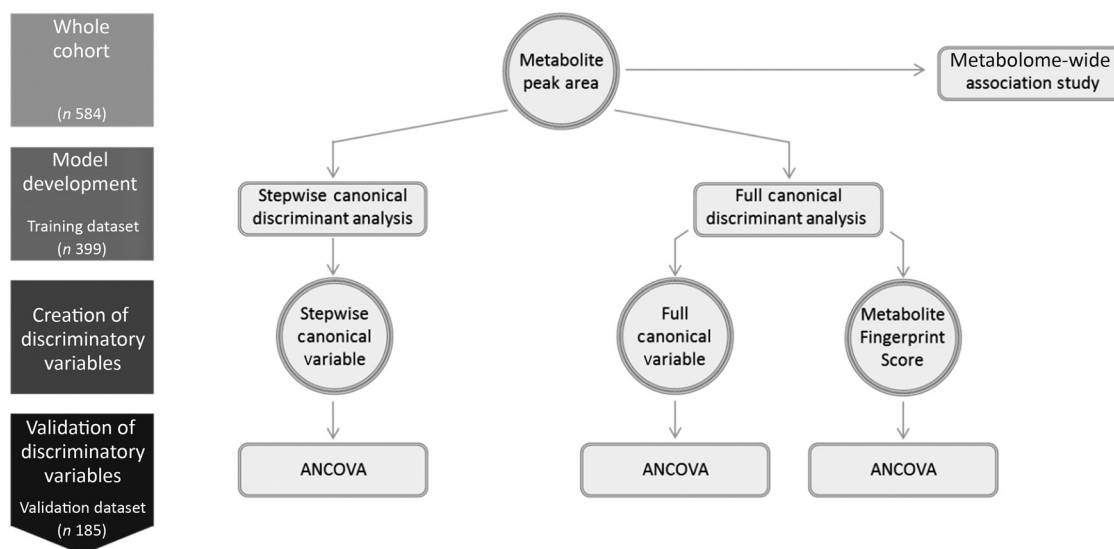 Whole
cohort
(n 584)
Model
development
Training dataset
(n 399)
Creation of
discriminatory
variables
Validation of
discriminatory
variables
Validation dataset
(n 185)
Metabolite
peak area
Metabolome-wide
association study
Stepwise canonical
discriminant analysis
Full canonical
discriminant analysis
Stepwise
canonical
variable
Full
canonical
variable
Metabolite
Fingerprint
Score
ANCOVA
ANCOVA
ANCOVA